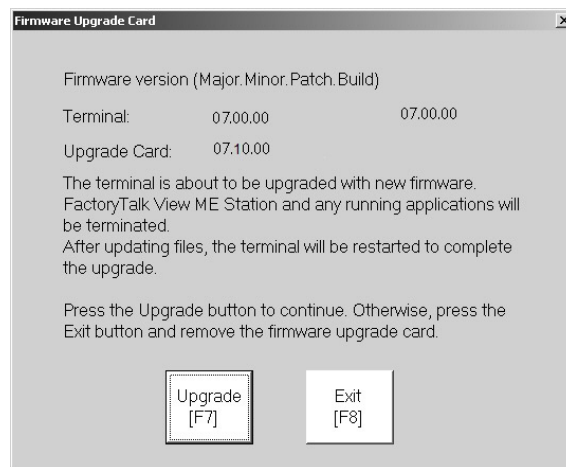 Firmware Upgrade Card
Firmware version (Major.Minor.Patch.Build)
Terminal: 07.00.00 07.00.00
Upgrade Card: 07.10.00
The terminal is about to be upgraded with new firmware.
FactoryTalk View ME Station and any running applications will
be terminated.
After updating files, the terminal will be restarted to complete
the upgrade.
Press the Upgrade button to continue. Otherwise, press the
Exit button and remove the firmware upgrade card.
Upgrade
[F7]
Exit
[F8]